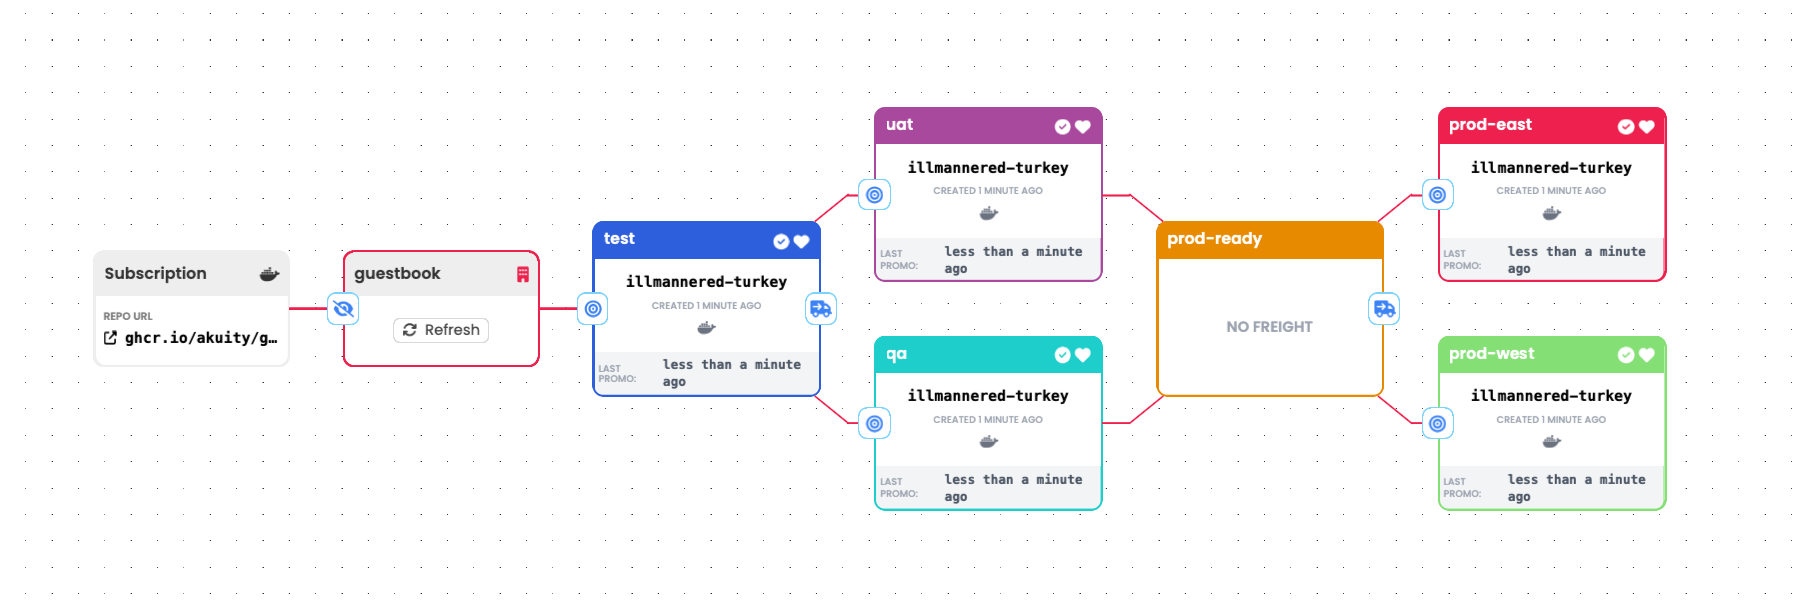 Subscription
REPO URL
ghcr.io/akuity/g…
guestbook
Refresh
test
illmannered-turkey
CREATED 1 MINUTE AGO
LAST PROMO:
less than a minute
ago
uat
illmannered-turkey
CREATED 1 MINUTE AGO
LAST PROMO:
less than a minute
ago
qa
illmannered-turkey
CREATED 1 MINUTE AGO
LAST PROMO:
less than a minute
ago
prod-ready
NO FREIGHT
prod-east
illmannered-turkey
CREATED 1 MINUTE AGO
LAST PROMO:
less than a minute
ago
prod-west
illmannered-turkey
CREATED 1 MINUTE AGO
LAST PROMO:
less than a minute
ago